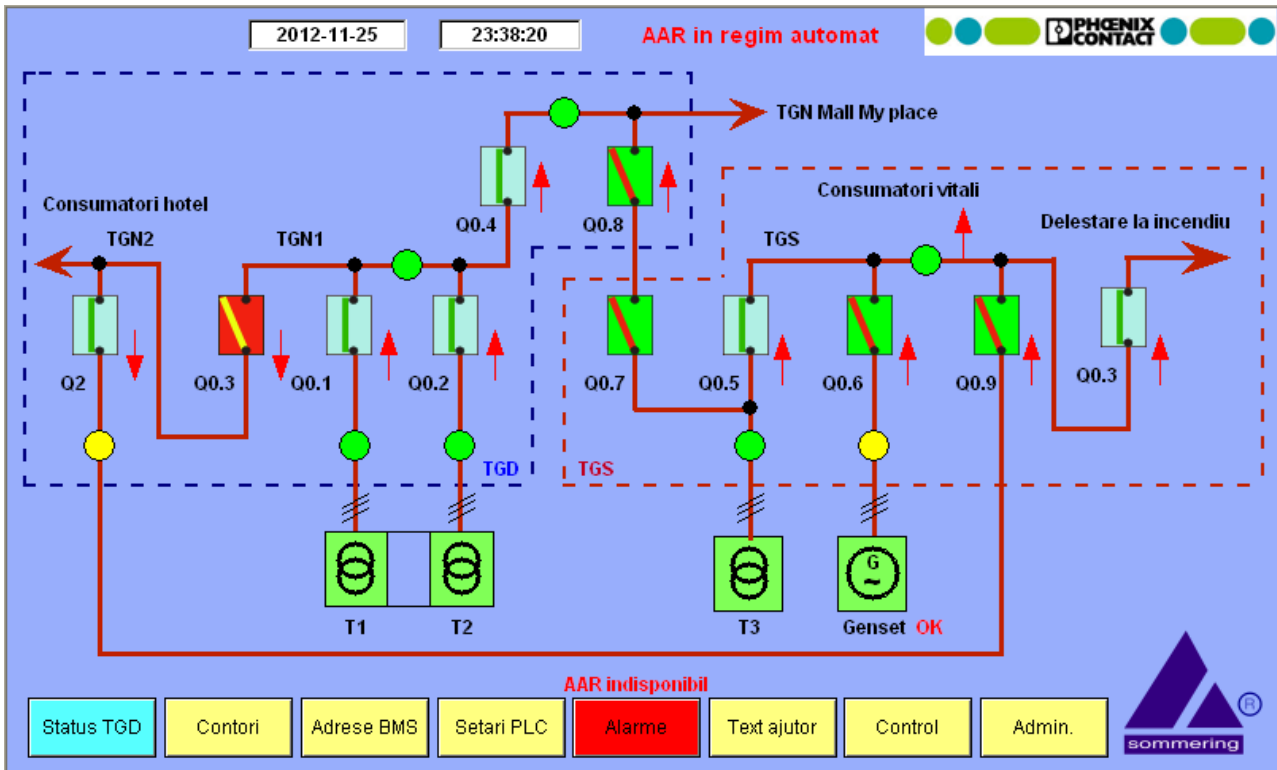 2012-11-25
23:38:20
AAR in regim automat
PHŒNIX
CONTACT
TGN Mall My place
Consumatori vitali
Consumatori hotel
Delestare la incendiu
Q0.4
Q0.8
TGN2
TGN1
TGS
Q2
Q0.3
Q0.1
Q0.2
Q0.7
Q0.5
Q0.6
Q0.9
Q0.3
TGD
TGS
G
~
T1
T2
T3
Genset OK
AAR indisponibil
Status TGD
Contori
Adrese BMS
Setari PLC
Alarme
Text ajutor
Control
Admin.
®
sommering